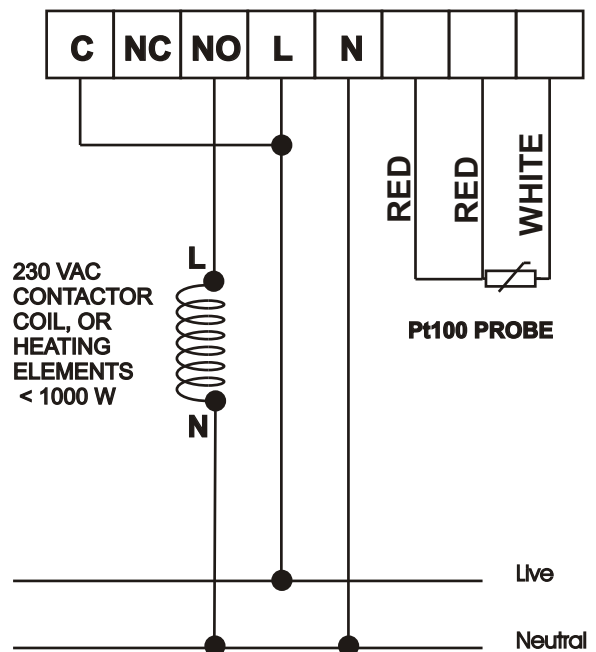 C NC NO L N
RED RED WHITE
L
230 VAC
CONTACTOR
COIL, OR
HEATING
ELEMENTS
< 1000 W
Pt100 PROBE
N
Live
Neutral